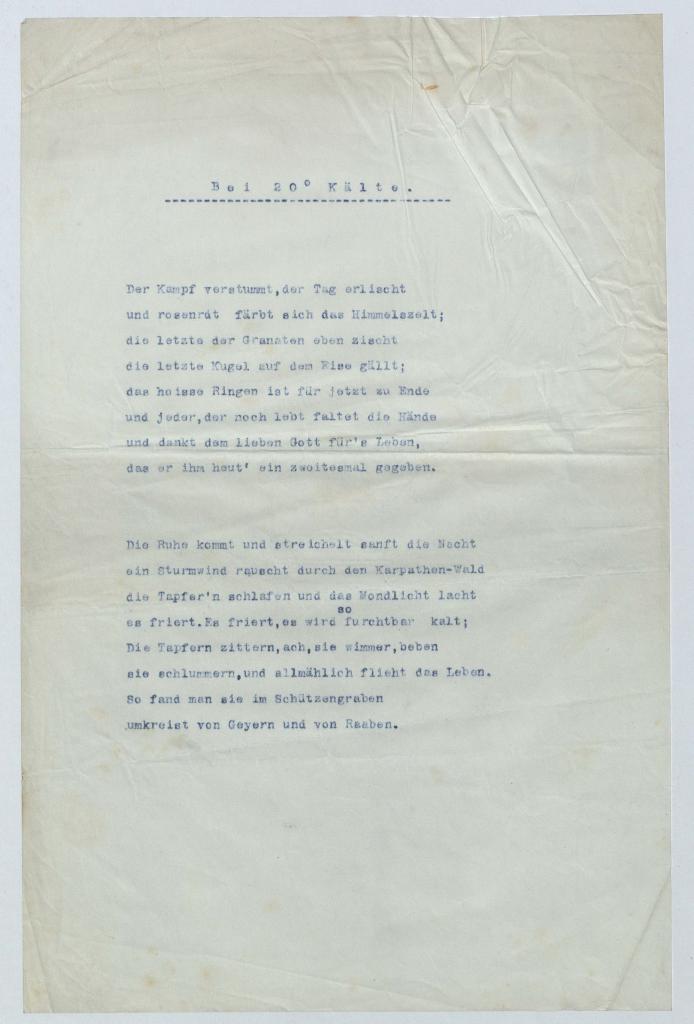 Bei 20° Kälte.
Der Kampf verstummt,der Tag erlischt
und rosenrät  färbt sich das Himmelszelt;
die letzte der Granaten eben zischt
die letzte Kugel auf dem Eise gällt;
das heisse Ringen ist für jetzt zu Ende
und jeder,der noch lebt faltet die Hände
und dankt dem lieben Gott für's Leben,
das er ihm heut' ein zweitesmal gegeben.
Die Ruhe kommt und streichelt sanft die Nacht
ein Sturmwind rauscht durch den Karpathen-Wald
die Tapfer'n schlafen und das Mondlicht lacht
es friert.Es friert,es wird so furchtbar  kalt;
Die Tapfern zittern,ach,sie wimmer,beben
sie schlummern,und allmählich flieht das Leben.
So fand man sie im Schützengraben
umkreist von Geyern und von Raaben.